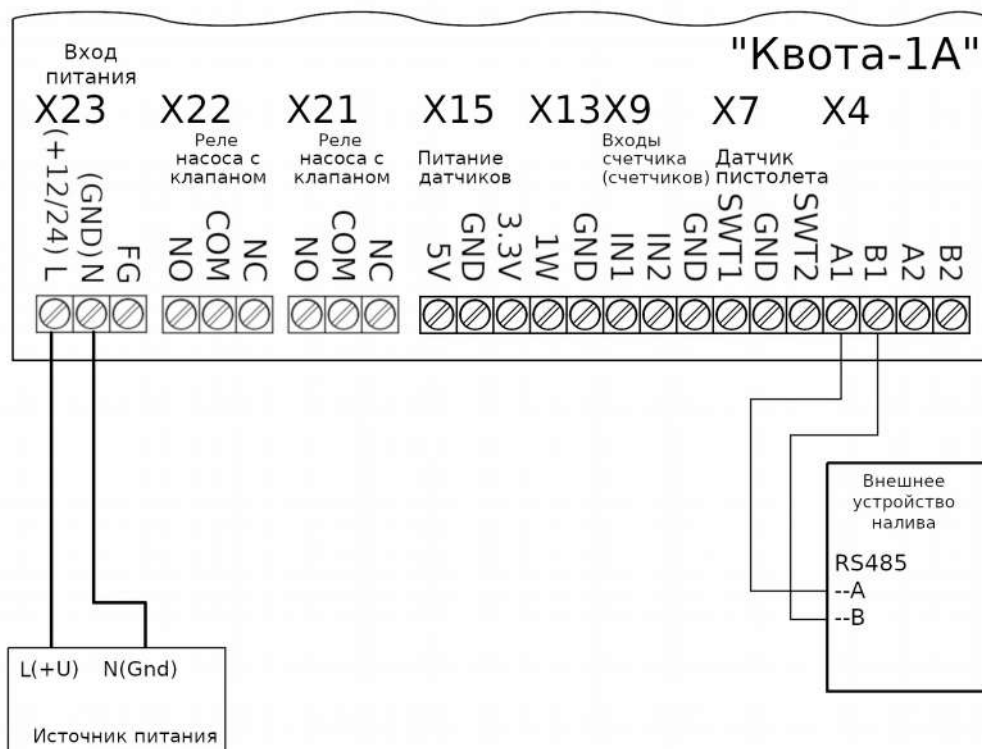 "Квота-1А"
Вход
питания
X23 X22 X21 X15 X13 X9 X7 X4
Реле
насоса с
клапаном
Реле
насоса с
клапаном
Питание
датчиков
Входы
счетчика
(счетчиков)
Датчик
пистолета
(+12/24) L
(GND) N
FG
NO
COM
NC
NO
COM
NC
5V
GND
3.3V
1W
GND
IN1
IN2
GND
SWT1
GND
SWT2
A1
B1
A2
B2
Внешнее
устройство
налива
RS485
--A
--B
L(+U) N(Gnd)
Источник питания